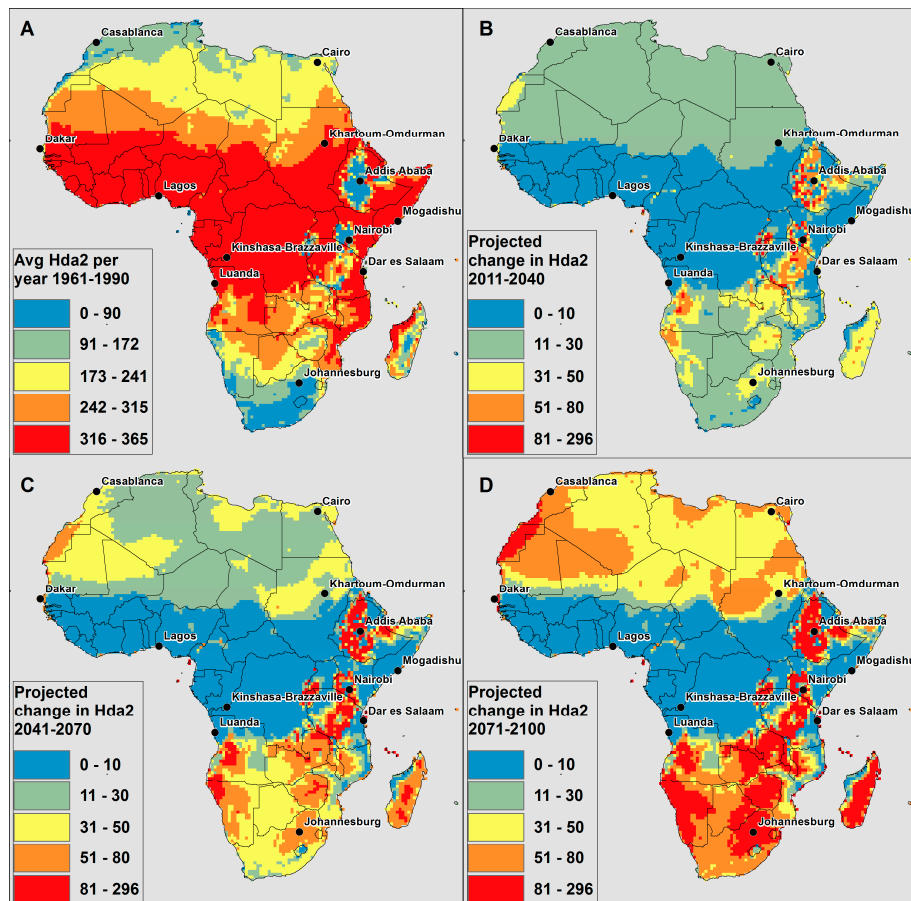 A
Casablanca
Cairo
Dakar
Khartoum-Omdurman
Addis Ababa
Lagos
Mogadishu
Nairobi
Kinshasa-Brazzaville
Dar es Salaam
Luanda
Johannesburg
Avg Hda2 per
year 1961-1990
0 - 90
91 - 172
173 - 241
242 - 315
316 - 365
B
Casablanca
Cairo
Dakar
Khartoum-Omdurman
Addis Ababa
Lagos
Mogadishu
Nairobi
Kinshasa-Brazzaville
Dar es Salaam
Luanda
Johannesburg
Projected
change in Hda2
2011-2040
0 - 10
11 - 30
31 - 50
51 - 80
81 - 296
C
Casablanca
Cairo
Dakar
Khartoum-Omdurman
Addis Ababa
Lagos
Mogadishu
Nairobi
Kinshasa-Brazzaville
Dar es Salaam
Luanda
Johannesburg
Projected
change in Hda2
2041-2070
0 - 10
11 - 30
31 - 50
51 - 80
81 - 296
D
Casablanca
Cairo
Dakar
Khartoum-Omdurman
Addis Ababa
Lagos
Mogadishu
Nairobi
Kinshasa-Brazzaville
Dar es Salaam
Luanda
Johannesburg
Projected
change in Hda2
2071-2100
0 - 10
11 - 30
31 - 50
51 - 80
81 - 296